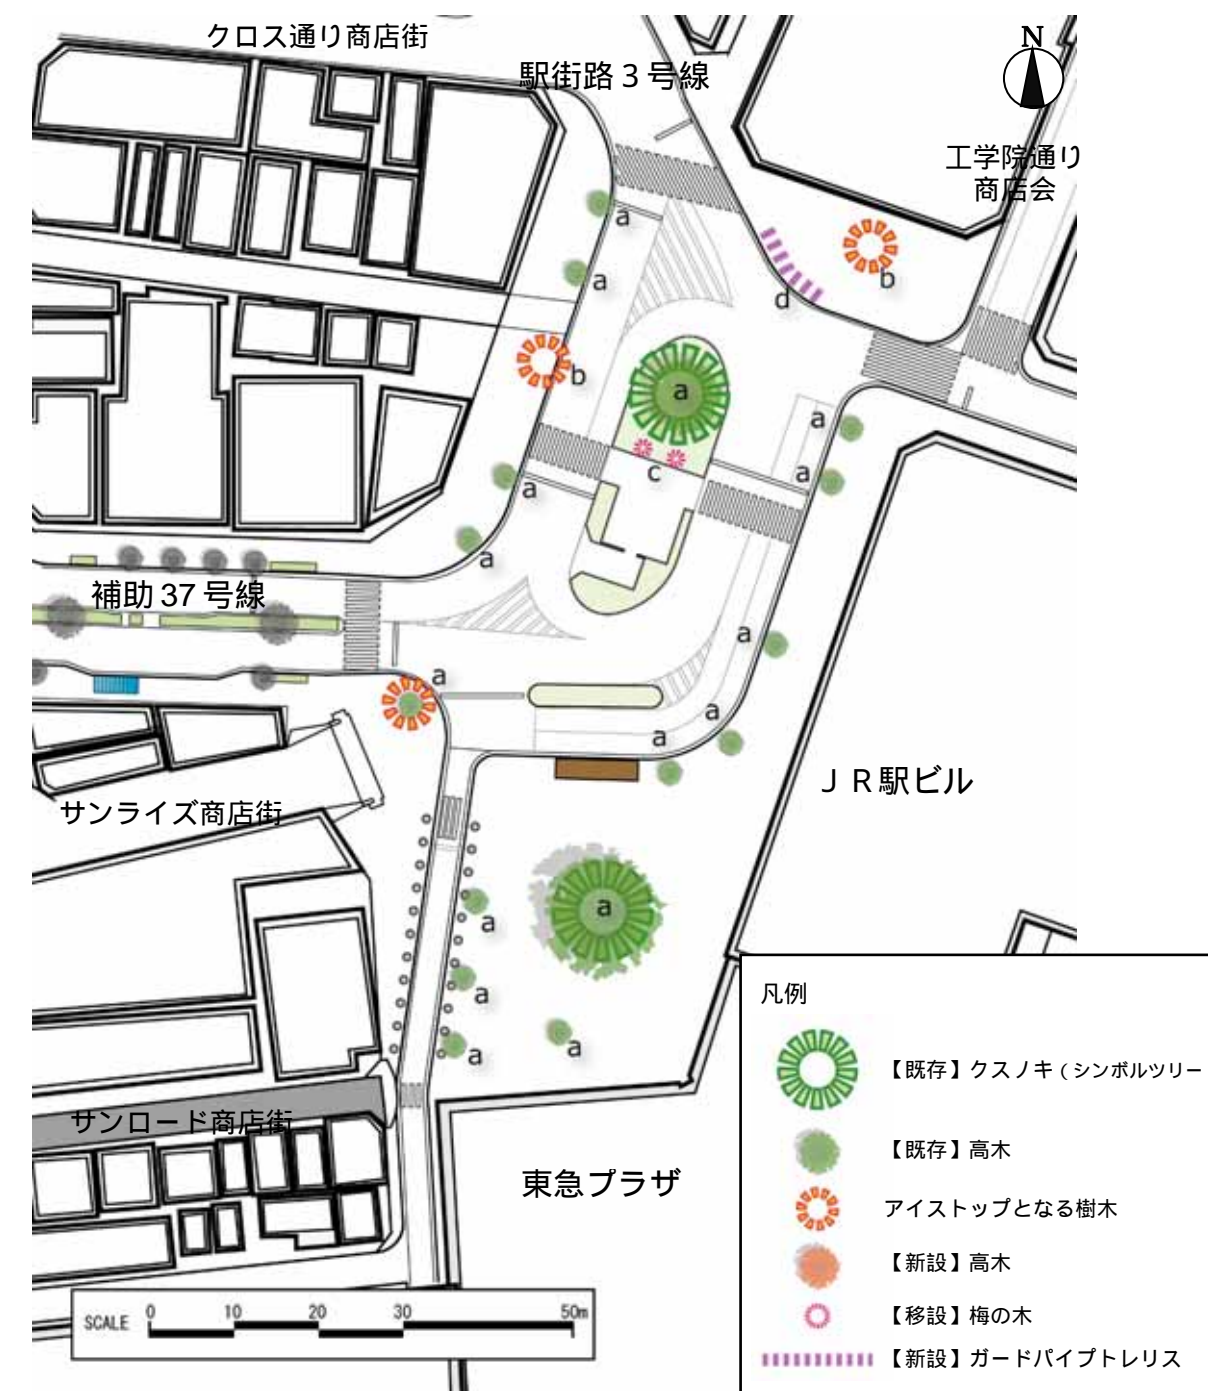 クロス通り商店街
駅街路３号線
N
工学院通り
商店会
a
a
b
d
b
a
a
c
a
a
a
補助 37 号線
a
a
a
a
ＪＲ駅ビル
サンライズ商店街
a
a
a
a
a
サンロード商店街
東急プラザ
SCALE 0 10 20 30 50m
凡例
【既存】クスノキ（シンボルツリー
【既存】高木
アイストップとなる樹木
【新設】高木
【移設】梅の木
【新設】ガードパイプトレリス